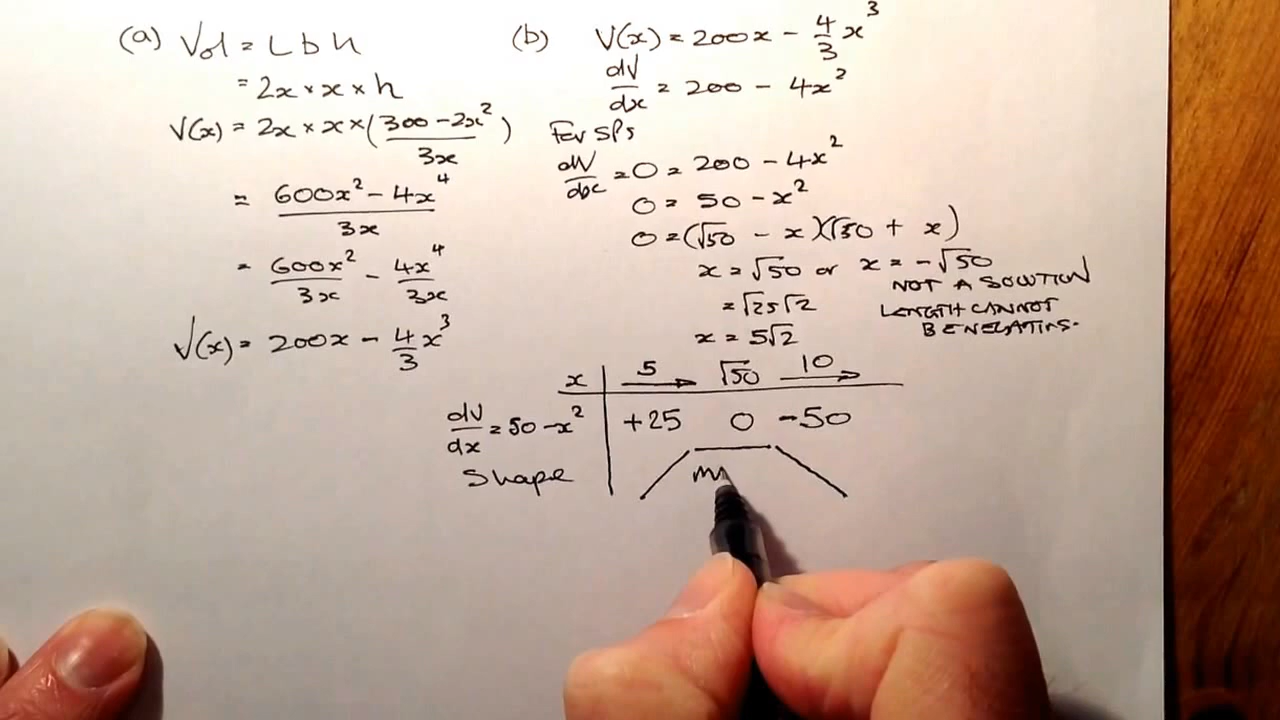 (a) Vol = L b h
= 2x × x × h
V(x) = 2x × x × (300 - 2x² / 3x)
= 600x² - 4x⁴ / 3x
= 600x² / 3x - 4x⁴ / 3x
V(x) = 200x - 4/3 x³
(b) V(x) = 200x - 4/3 x³
dV/dx = 200 - 4x²
For SPs
dV/dx = 0 = 200 - 4x²
0 = 50 - x²
0 = (√50 - x)(√50 + x)
x = √50 or x = -√50
NOT A SOLUTION
= √25√2
LENGTH CANNOT
BE NEGATIVE.
x = 5√2
x 5 → √50 10 →
dV/dx = 50 - x² +25 0 -50
Shape